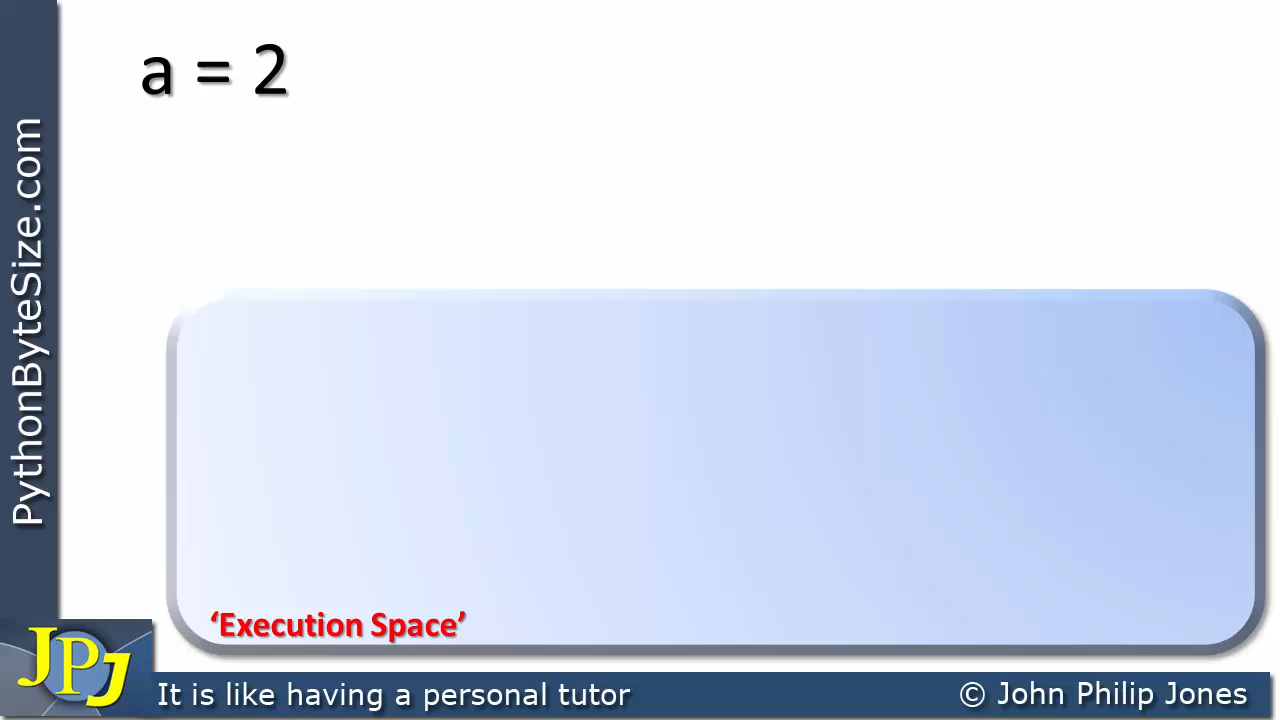 a = 2
PythonByteSize.com
‘Execution Space’
JPJ
It is like having a personal tutor
© John Philip Jones